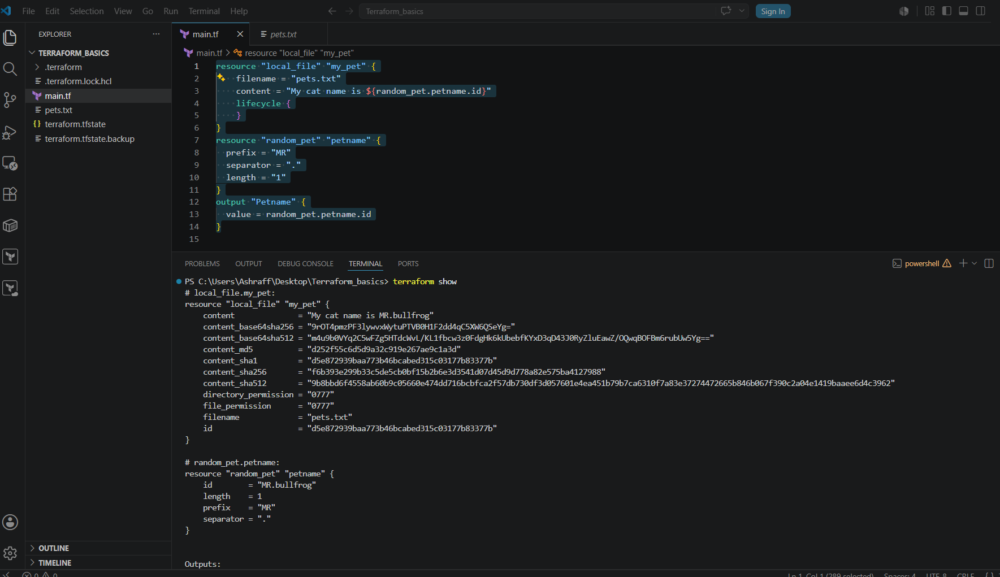 File Edit Selection View Go Run Terminal Help
Terraform_basics
Sign In
EXPLORER
TERRAFORM_BASICS
.terraform
.terraform.lock.hcl
main.tf
pets.txt
terraform.tfstate
terraform.tfstate.backup
OUTLINE
TIMELINE
main.tf
pets.txt
main.tf > resource "local_file" "my_pet"
1 resource "local_file" "my_pet" {
2 filename = "pets.txt"
3 content = "My cat name is ${random_pet.petname.id}"
4 lifecycle {
5 }
6 }
7 resource "random_pet" "petname" {
8 prefix = "MR"
9 separator = "."
10 length = "1"
11 }
12 output "Petname" {
13 value = random_pet.petname.id
14 }
15
PROBLEMS OUTPUT DEBUG CONSOLE TERMINAL PORTS
powershell
PS C:\Users\Ashraff\Desktop\Terraform_basics> terraform show
# local_file.my_pet:
resource "local_file" "my_pet" {
content = "My cat name is MR.bullfrog"
content_base64sha256 = "9rOT4pmzPF3lywvxWytuPTVB0H1F2dd4qC5XW6QSeYg="
content_base64sha512 = "m4u9b0VYq2C5wFZg5HTdcWvL/KL1fbcw3z0FdgHk6kUbebfKYxD3qD43J0RyZluEawZ/OQwqBOFBm6rubUw5Yg=="
content_md5 = "d252f55c6d5d9a32c919e267ae9c1a3d"
content_sha1 = "d5e872939baa773b46bcabed315c03177b83377b"
content_sha256 = "f6b393e299b33c5de5cb0bf15b2b6e3d3541d07d45d9d778a82e575ba4127988"
content_sha512 = "9b8bbd6f4558ab60b9c05660e474dd716bcbfca2f57db730df3d057601e4ea451b79b7ca6310f7a83e37274472665b846b067f390c2a04e1419baaee6d4c3962"
directory_permission = "0777"
file_permission = "0777"
filename = "pets.txt"
id = "d5e872939baa773b46bcabed315c03177b83377b"
}
# random_pet.petname:
resource "random_pet" "petname" {
id = "MR.bullfrog"
length = 1
prefix = "MR"
separator = "."
}
Outputs:
0 0
Ln 1, Col 1 (289 selected) Spaces: 4 UTF-8 CRLF { }